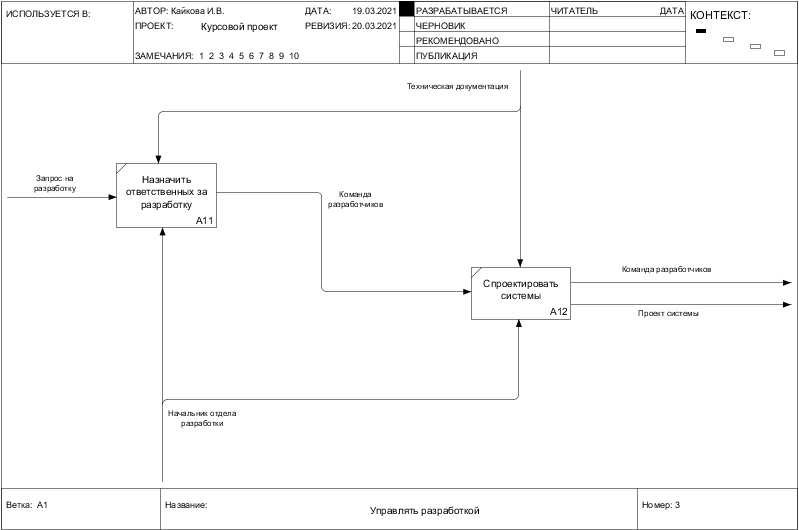 ИСПОЛЬЗУЕТСЯ В:
АВТОР: Кайкова И.В.
ДАТА: 19.03.2021
ПРОЕКТ: Курсовой проект
РЕВИЗИЯ: 20.03.2021
ЗАМЕЧАНИЯ: 1 2 3 4 5 6 7 8 9 10
РАЗРАБАТЫВАЕТСЯ
ЧЕРНОВИК
РЕКОМЕНДОВАНО
ПУБЛИКАЦИЯ
ЧИТАТЕЛЬ
ДАТА
КОНТЕКСТ:
Техническая документация
Запрос на
разработку
Назначить
ответственных за
разработку
A11
Команда
разработчиков
Спроектировать
системы
A12
Команда разработчиков
Проект системы
Начальник отдела
разработки
Ветка: A1
Название:
Управлять разработкой
Номер: 3